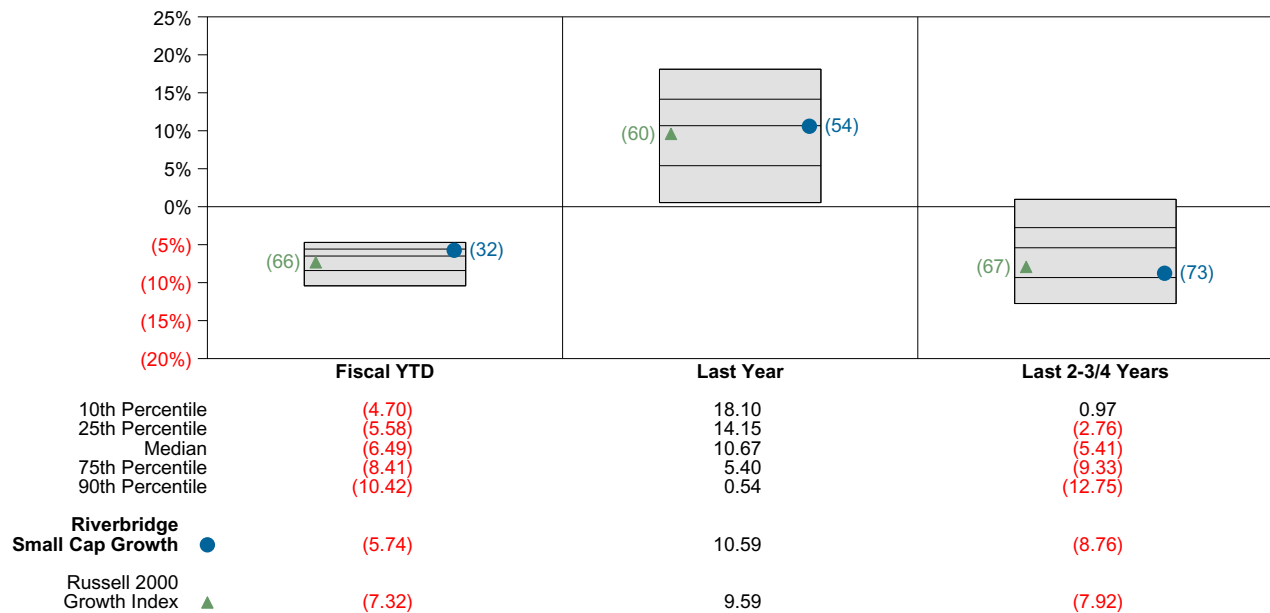 25%
20%
15%
10%
5%
0%
(5%)
(10%)
(15%)
(20%)
(66) (32)
(60) (54)
(67) (73)
Fiscal YTD Last Year Last 2-3/4 Years
10th Percentile (4.70) 18.10 0.97
25th Percentile (5.58) 14.15 (2.76)
Median (6.49) 10.67 (5.41)
75th Percentile (8.41) 5.40 (9.33)
90th Percentile (10.42) 0.54 (12.75)
Riverbridge
Small Cap Growth (5.74) 10.59 (8.76)
Russell 2000
Growth Index (7.32) 9.59 (7.92)